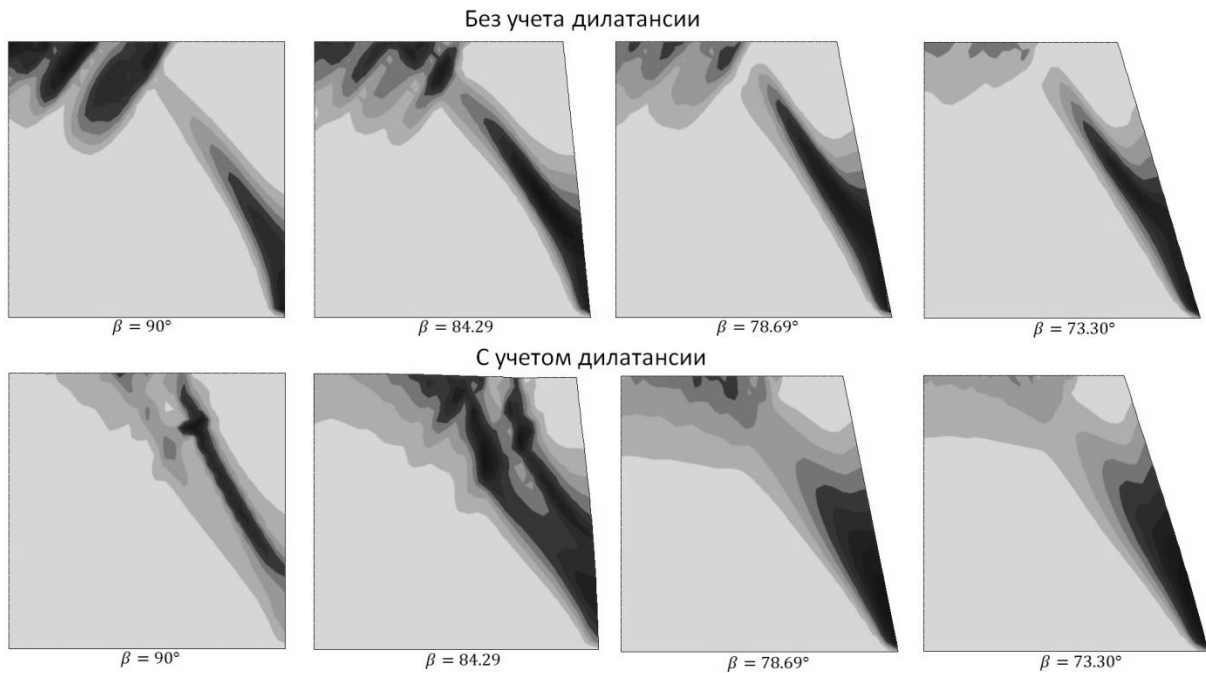 Без учета дилатансии
β = 90°
β = 84.29
β = 78.69°
β = 73.30°
С учетом дилатансии
β = 90°
β = 84.29
β = 78.69°
β = 73.30°